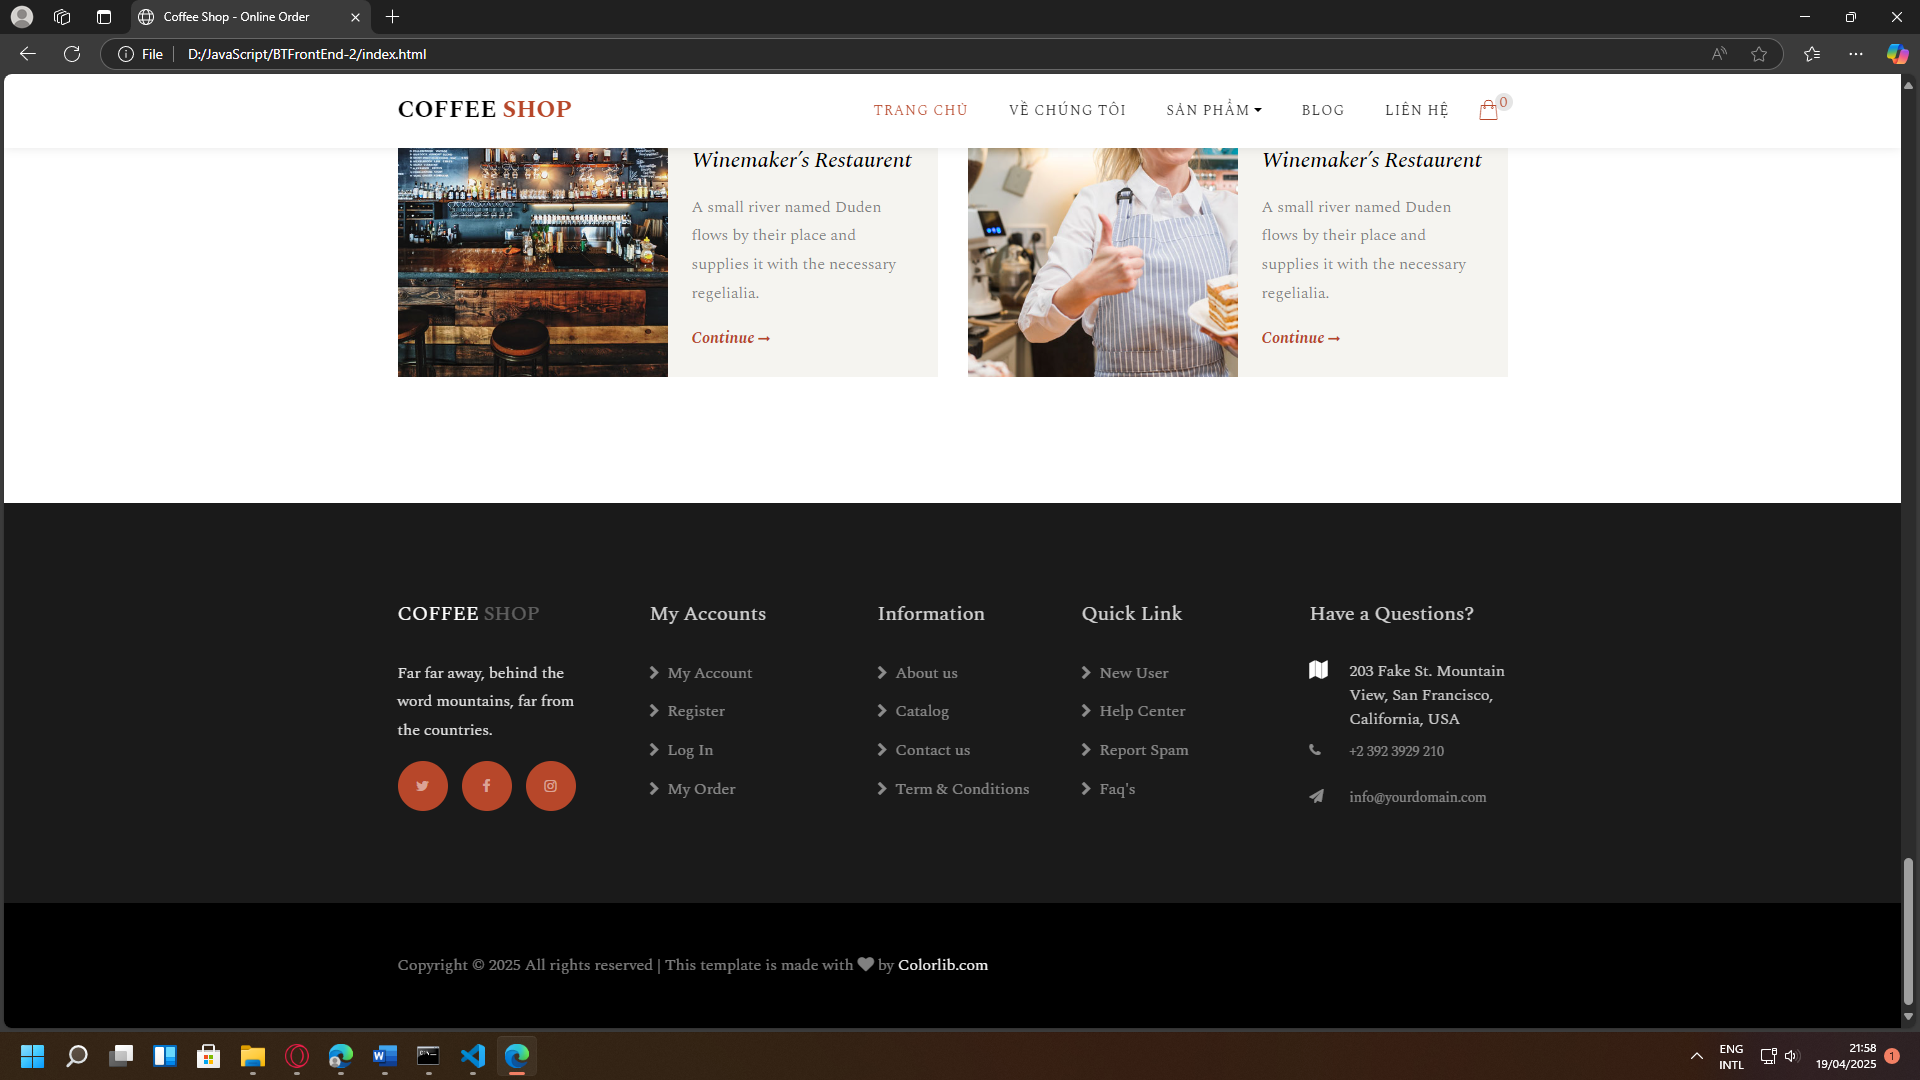 Coffee Shop - Online Order
File
D:/JavaScript/BTFrontEnd-2/index.html
COFFEE SHOP
TRANG CHỦ
VỀ CHÚNG TÔI
SẢN PHẨM
BLOG
LIÊN HỆ
0
Winemaker’s Restaurent
A small river named Duden
flows by their place and
supplies it with the necessary
regelialia.
Continue
Winemaker’s Restaurent
A small river named Duden
flows by their place and
supplies it with the necessary
regelialia.
Continue
COFFEE SHOP
Far far away, behind the
word mountains, far from
the countries.
My Accounts
My Account
Register
Log In
My Order
Information
About us
Catalog
Contact us
Term & Conditions
Quick Link
New User
Help Center
Report Spam
Faq's
Have a Questions?
203 Fake St. Mountain
View, San Francisco,
California, USA
+2 392 3929 210
info@yourdomain.com
Copyright © 2025 All rights reserved | This template is made with ♥ by Colorlib.com
ENG
INTL
21:58
19/04/2025
1